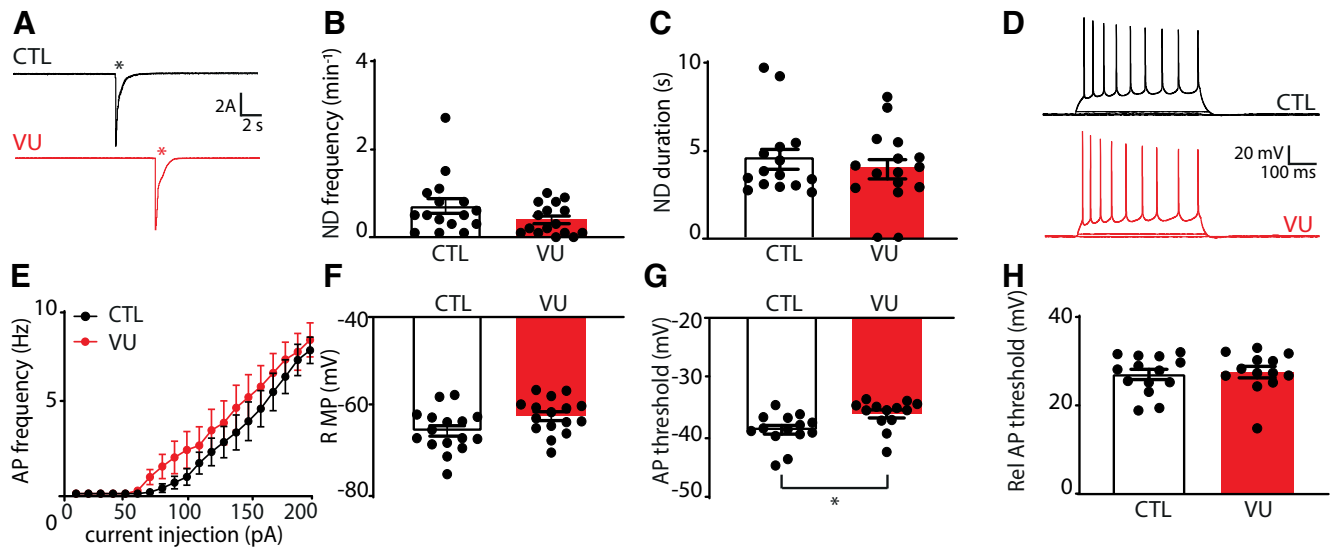 A
CTL
*
2A
2 s
VU
*
B
ND frequency (min⁻¹)
4
2
0
CTL
VU
C
ND duration (s)
10
5
0
CTL
VU
D
CTL
20 mV
100 ms
VU
E
AP frequency (Hz)
10
5
0
CTL
VU
0
50
100
150
200
current injection (pA)
F
CTL
VU
R MP (mV)
-40
-60
-80
G
CTL
VU
AP threshold (mV)
-20
-30
-40
-50
*
H
Rel AP threshold (mV)
40
20
0
CTL
VU